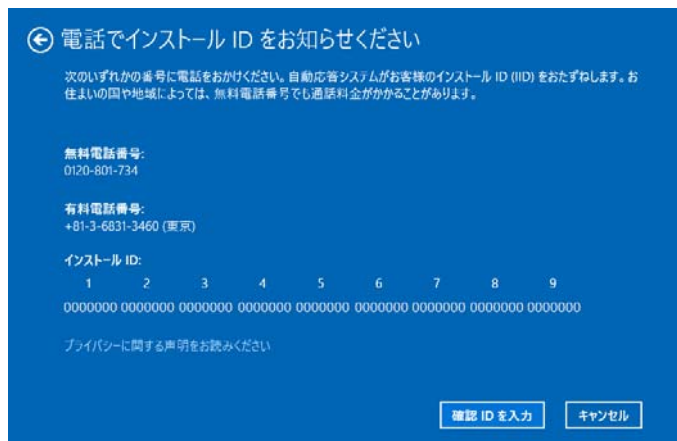 電話でインストール ID をお知らせください
次のいずれかの番号に電話をおかけください。自動応答システムがお客様のインストール ID (IID) をおたずねします。お
住まいの国や地域によっては、無料電話番号でも通話料金がかかることがあります。
無料電話番号:
0120-801-734
有料電話番号:
+81-3-6831-3460 (東京)
インストール ID:
1 2 3 4 5 6 7 8 9
0000000 0000000 0000000 0000000 0000000 0000000 0000000 0000000 0000000
プライバシーに関する声明をお読みください
確認 ID を入力 キャンセル